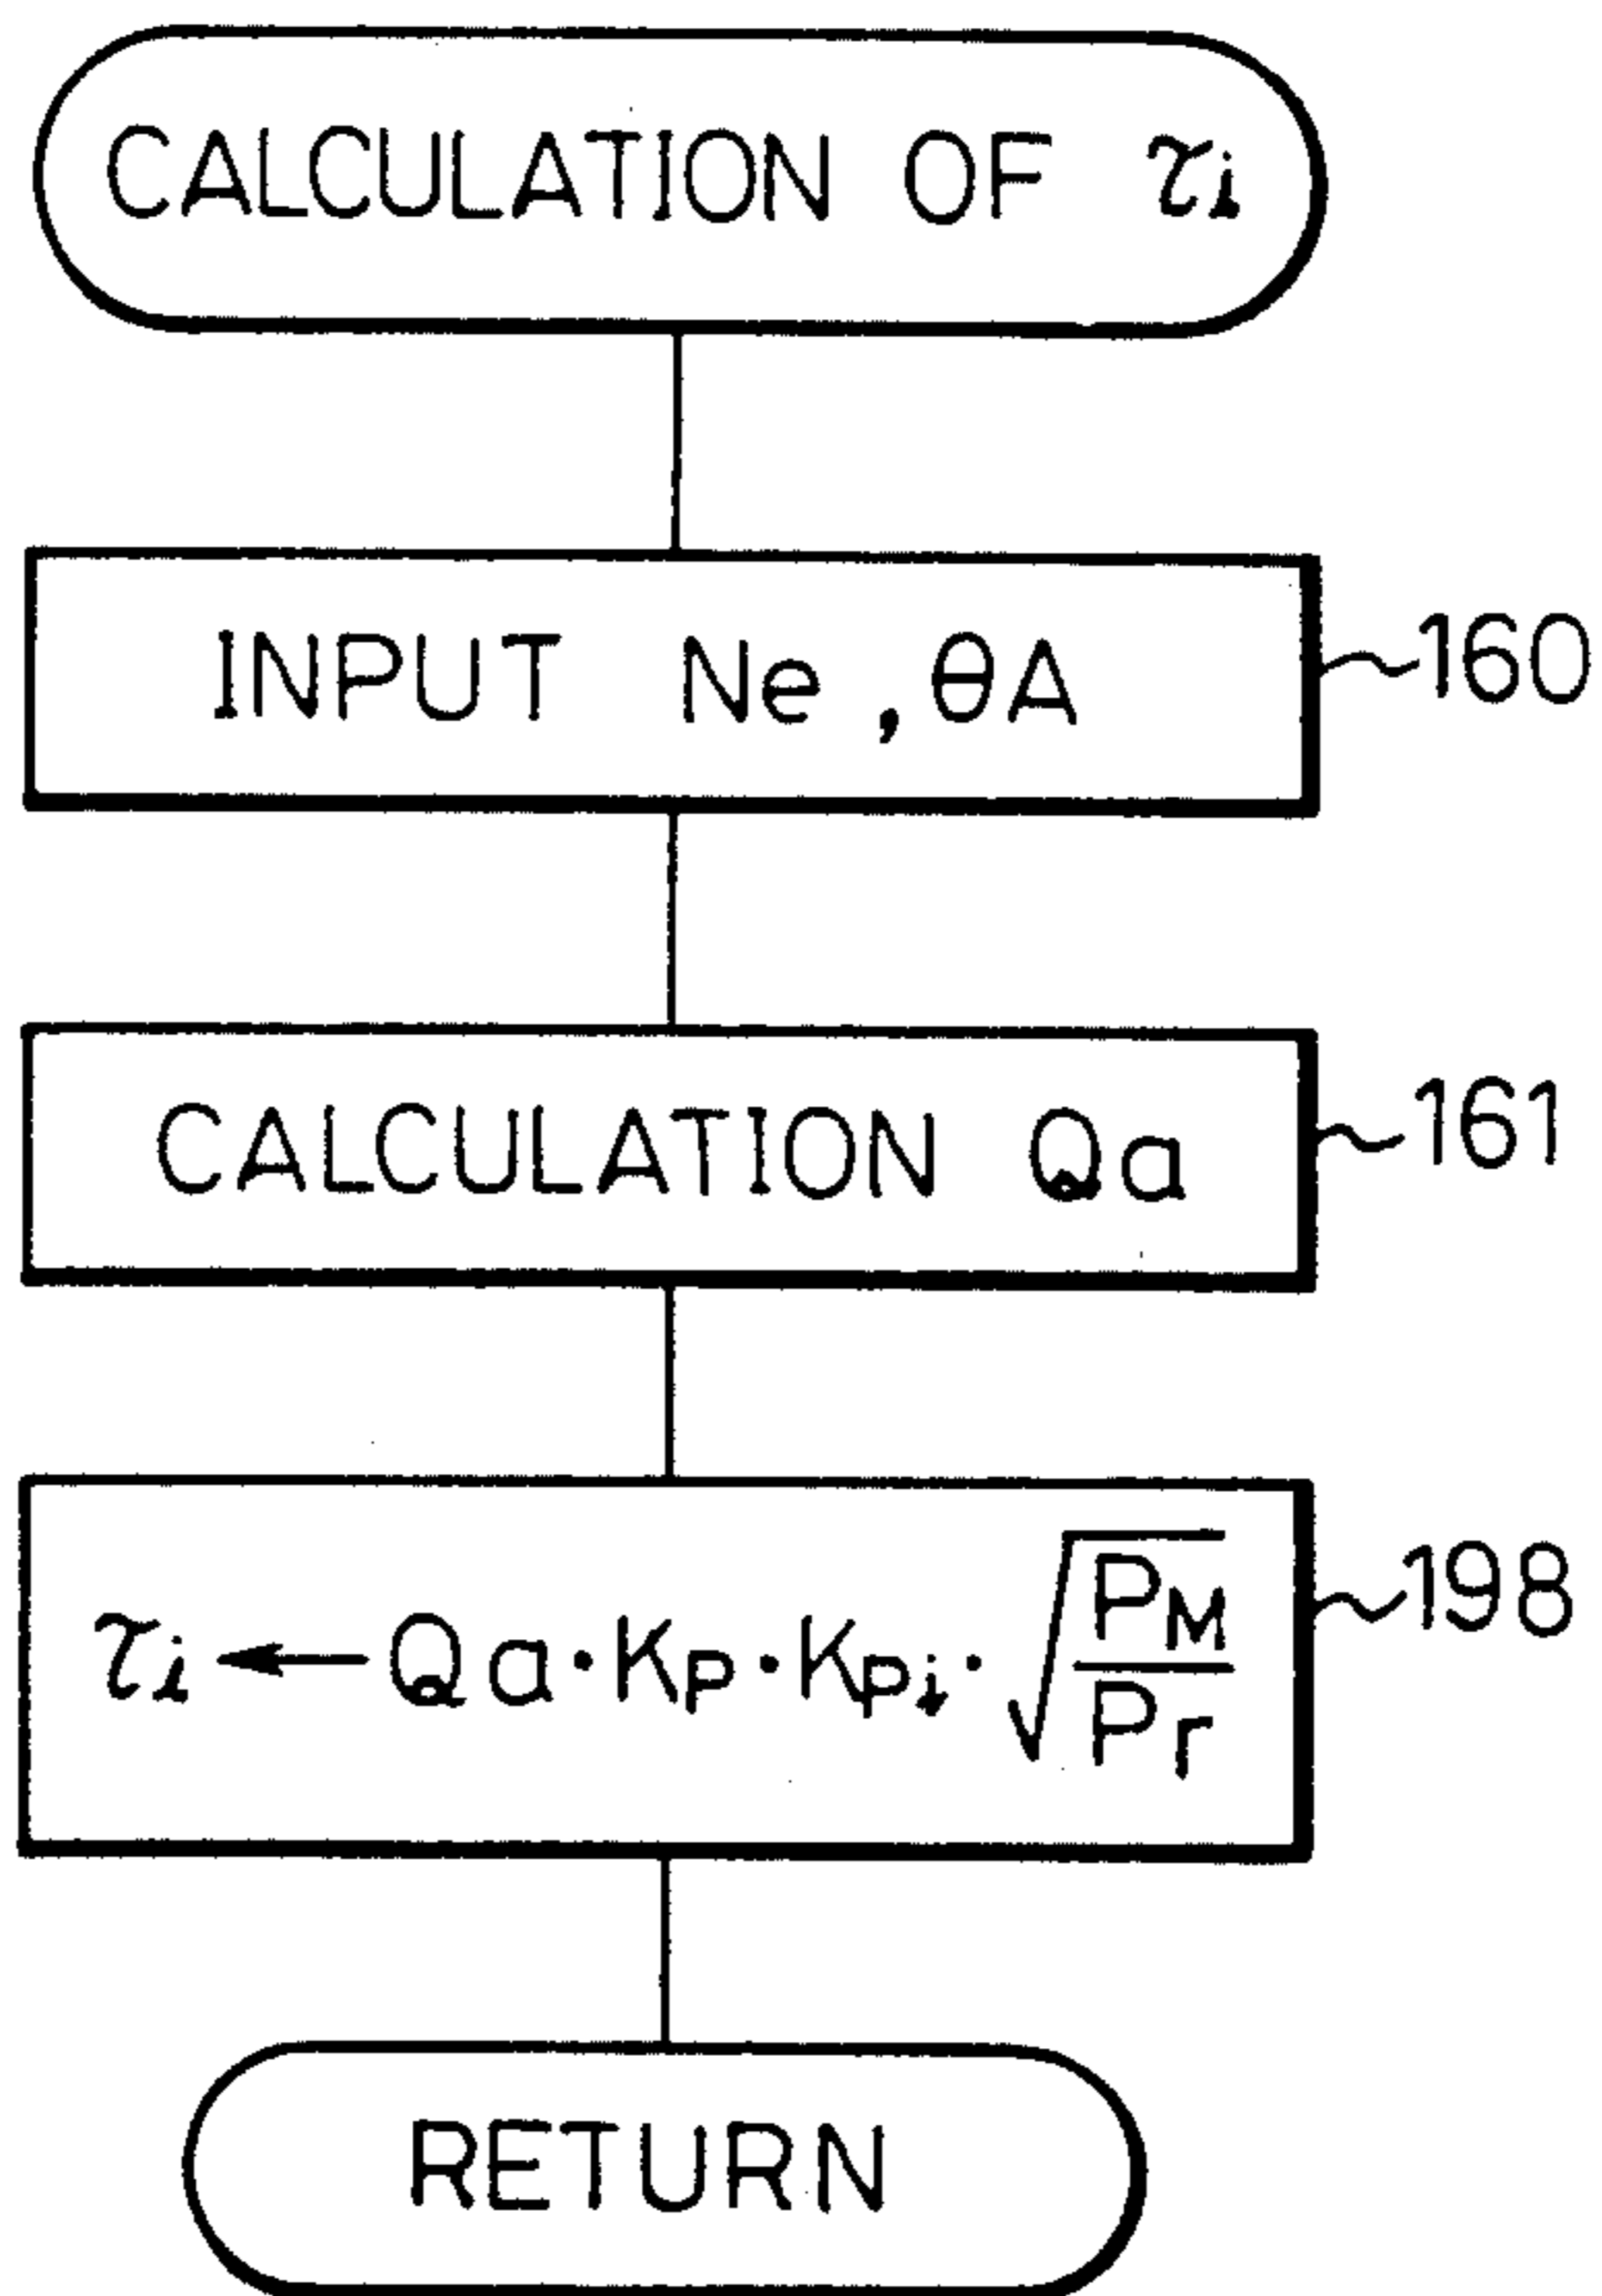 CALCULATION OF τi
INPUT Ne , θA
160
CALCULATION Qa
161
τi ← Qa · KP · Kpi · √(PM/Pr)
198
RETURN